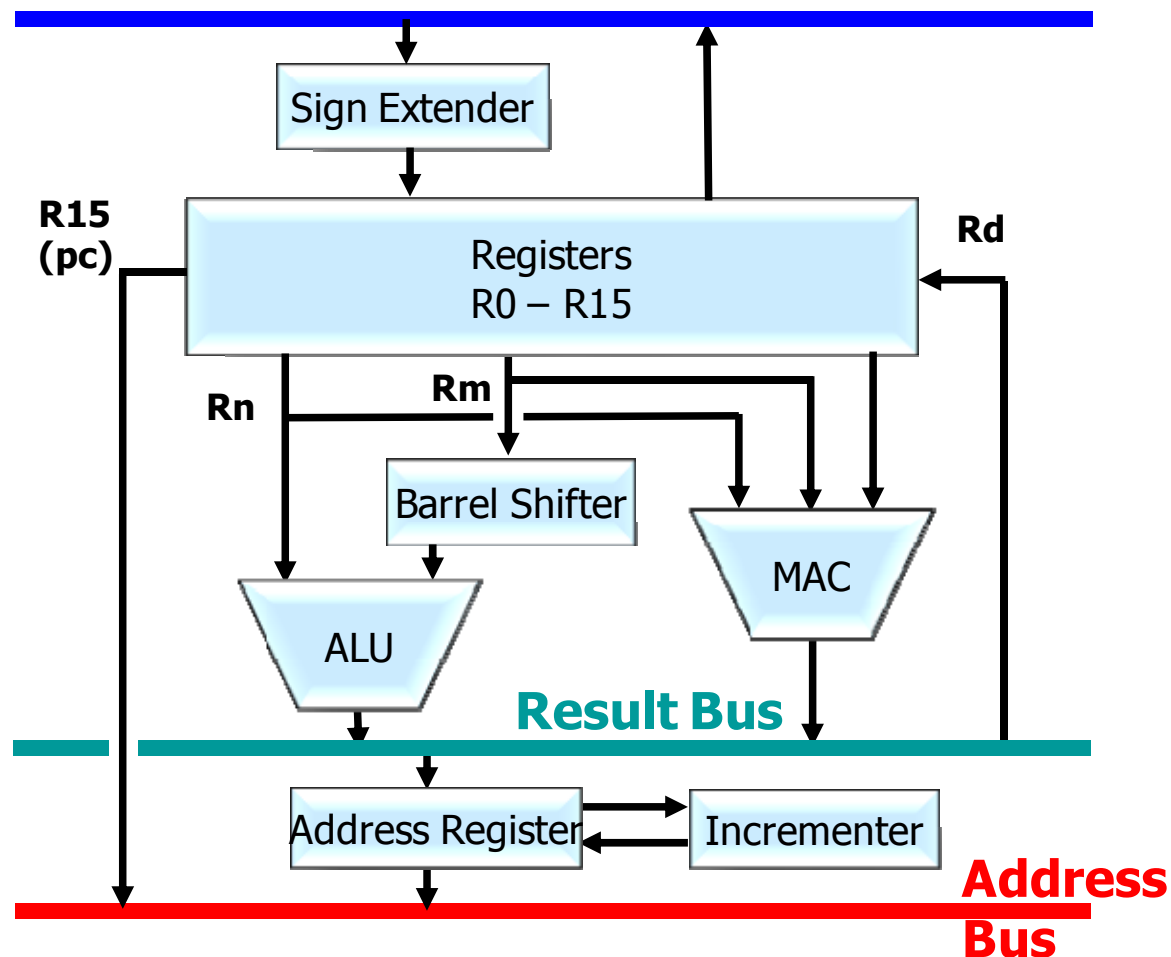 Sign Extender
R15
(pc)
Registers
R0 – R15
Rd
Rn
Rm
Barrel Shifter
MAC
ALU
Result Bus
Address Register
Incrementer
Address
Bus